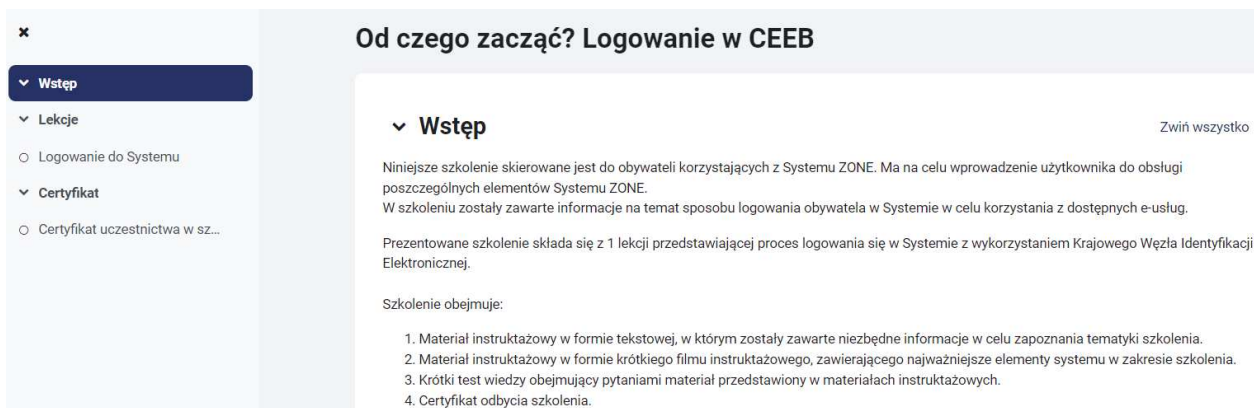 Wstęp
Lekcje
Logowanie do Systemu
Certyfikat
Certyfikat uczestnictwa w sz...
Od czego zacząć? Logowanie w CEEB
Wstęp
Zwiń wszystko
Niniejsze szkolenie skierowane jest do obywateli korzystających z Systemu ZONE. Ma na celu wprowadzenie użytkownika do obsługi
poszczególnych elementów Systemu ZONE.
W szkoleniu zostały zawarte informacje na temat sposobu logowania obywatela w Systemie w celu korzystania z dostępnych e-usług.
Prezentowane szkolenie składa się z 1 lekcji przedstawiającej proces logowania się w Systemie z wykorzystaniem Krajowego Węzła Identyfikacji
Elektronicznej.
Szkolenie obejmuje:
1. Materiał instruktażowy w formie tekstowej, w którym zostały zawarte niezbędne informacje w celu zapoznania tematyki szkolenia.
2. Materiał instruktażowy w formie krótkiego filmu instruktażowego, zawierającego najważniejsze elementy systemu w zakresie szkolenia.
3. Krótki test wiedzy obejmujący pytaniami materiał przedstawiony w materiałach instruktażowych.
4. Certyfikat odbycia szkolenia.